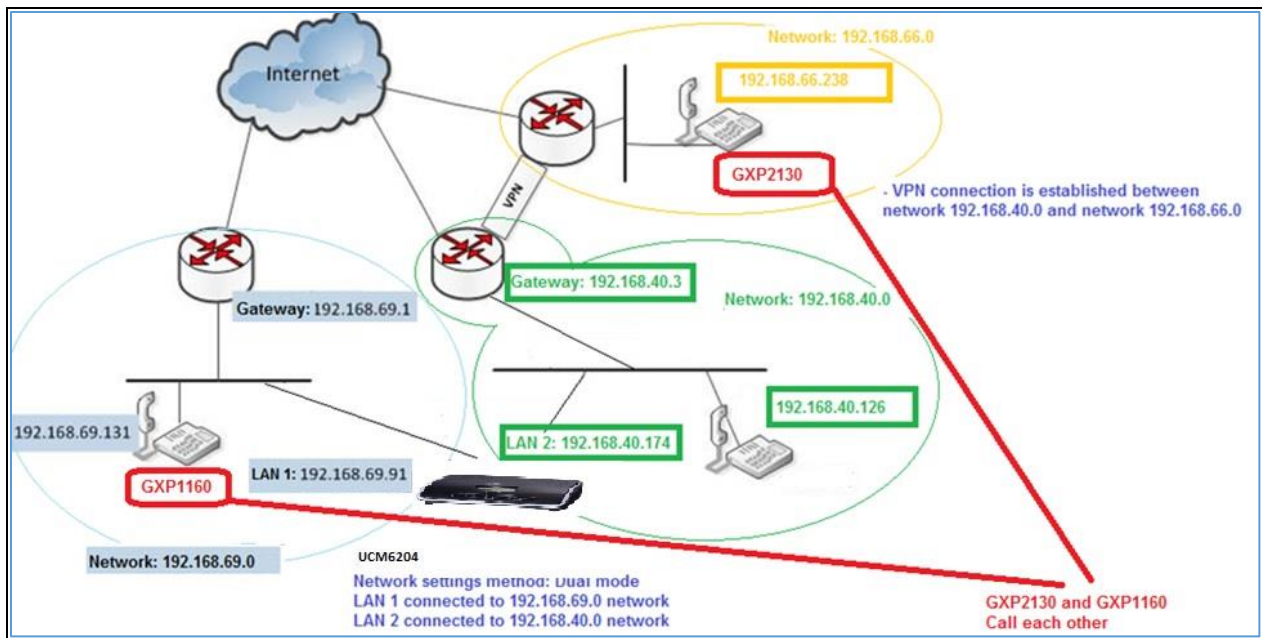 Internet
Network: 192.168.66.0
192.168.66.238
GXP2130
VPN
- VPN connection is established between
network 192.168.40.0 and network 192.168.66.0
Gateway: 192.168.40.3
Network: 192.168.40.0
Gateway: 192.168.69.1
192.168.40.126
192.168.69.131
LAN 2: 192.168.40.174
LAN 1: 192.168.69.91
GXP1160
Network: 192.168.69.0
UCM6204
Network settings method: Dual mode
LAN 1 connected to 192.168.69.0 network
LAN 2 connected to 192.168.40.0 network
GXP2130 and GXP1160
Call each other